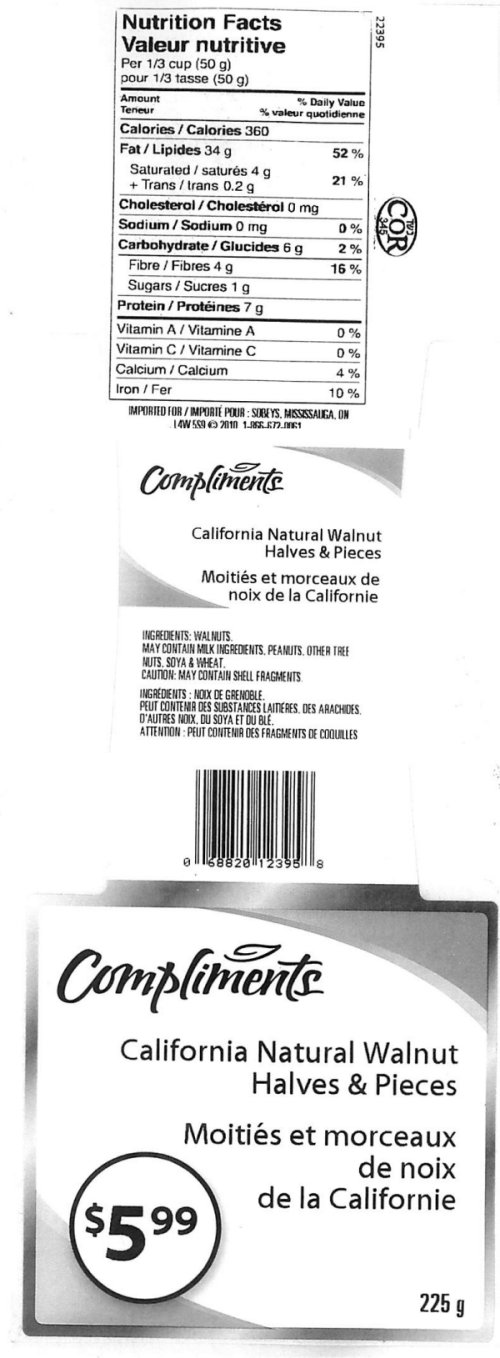 Nutrition Facts
Valeur nutritive
Per 1/3 cup (50 g)
pour 1/3 tasse (50 g)
Amount % Daily Value
Teneur % valeur quotidienne
Calories / Calories 360
Fat / Lipides 34 g 52 %
Saturated / saturés 4 g
+ Trans / trans 0.2 g 21 %
Cholesterol / Cholestérol 0 mg
Sodium / Sodium 0 mg 0 %
Carbohydrate / Glucides 6 g 2 %
Fibre / Fibres 4 g 16 %
Sugars / Sucres 1 g
Protein / Protéines 7 g
Vitamin A / Vitamine A 0 %
Vitamin C / Vitamine C 0 %
Calcium / Calcium 4 %
Iron / Fer 10 %
22395
COR
345
IMPORTED FOR / IMPORTÉ POUR : SOBEYS, MISSISSAUGA, ON
L4W 5S9 © 2010 1-866-672-0061
Compliments
California Natural Walnut
Halves & Pieces
Moitiés et morceaux de
noix de la Californie
INGREDIENTS: WALNUTS.
MAY CONTAIN MILK INGREDIENTS, PEANUTS, OTHER TREE
NUTS, SOYA & WHEAT.
CAUTION: MAY CONTAIN SHELL FRAGMENTS
INGRÉDIENTS : NOIX DE GRENOBLE.
PEUT CONTENIR DES SUBSTANCES LAITIÈRES, DES ARACHIDES,
D'AUTRES NOIX, DU SOYA ET DU BLÉ.
ATTENTION : PEUT CONTENIR DES FRAGMENTS DE COQUILLES
0 68820 12395 8
Compliments
California Natural Walnut
Halves & Pieces
Moitiés et morceaux
de noix
de la Californie
$5.99
225 g